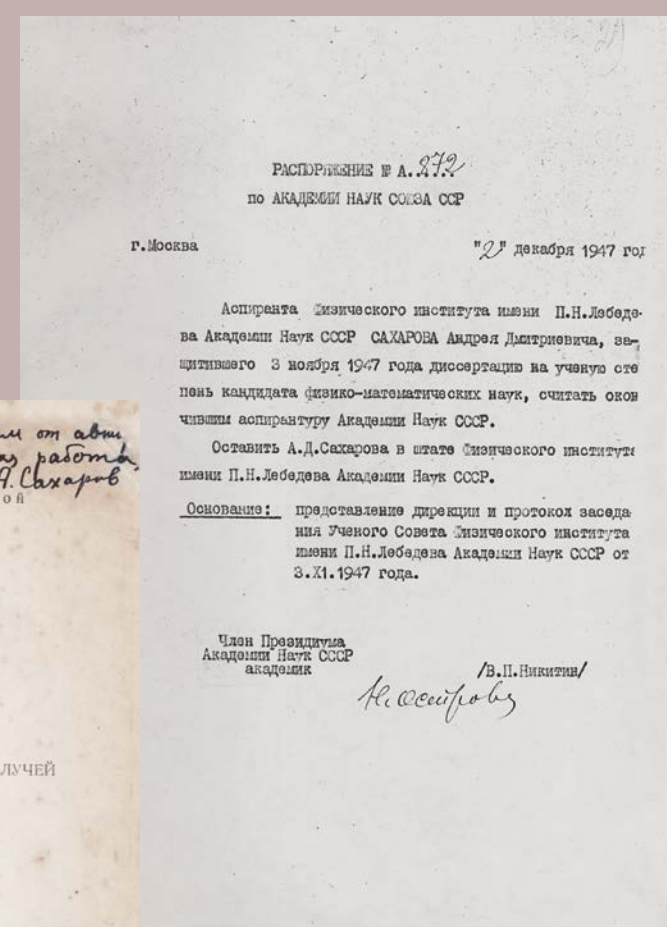 РАСПОРЯЖЕНИЕ № А. 272
по АКАДЕМИИ НАУК СОЮЗА ССР
г.Москва "2" декабря 1947 год
Аспиранта Физического института имени П.Н.Лебеде-
ва Академии Наук СССР САХАРОВА Андрея Дмитриевича, за-
щитившего 3 ноября 1947 года диссертацию на ученую сте
пень кандидата физико-математических наук, считать окон
чившим аспирантуру Академии Наук СССР.
Оставить А.Д.Сахарова в штате Физического института
имени П.Н.Лебедева Академии Наук СССР.
Основание: представление дирекции и протокол заседа-
ния Ученого Совета Физического института
имени П.Н.Лебедева Академии Наук СССР от
3.XI.1947 года.
Член Президиума
Академии Наук СССР
академик /В.П.Никитин/
от авт
работа
А.Сахаров
ой
ЛУЧЕЙ